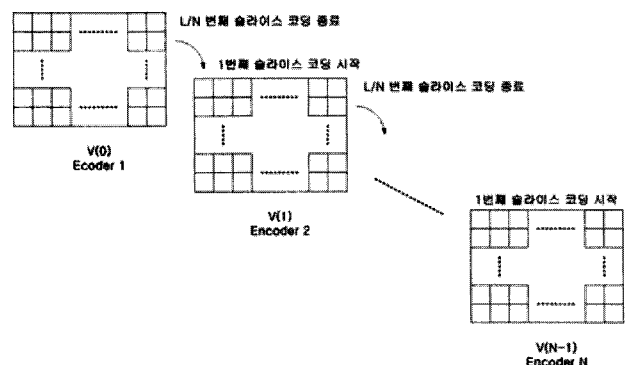 L/N 번째 슬라이스 코딩 종료
1번째 슬라이스 코딩 시작
L/N 번째 슬라이스 코딩 종료
V(0)
Ecoder 1
V(1)
Encoder 2
1번째 슬라이스 코딩 시작
V(N-1)
Encoder N